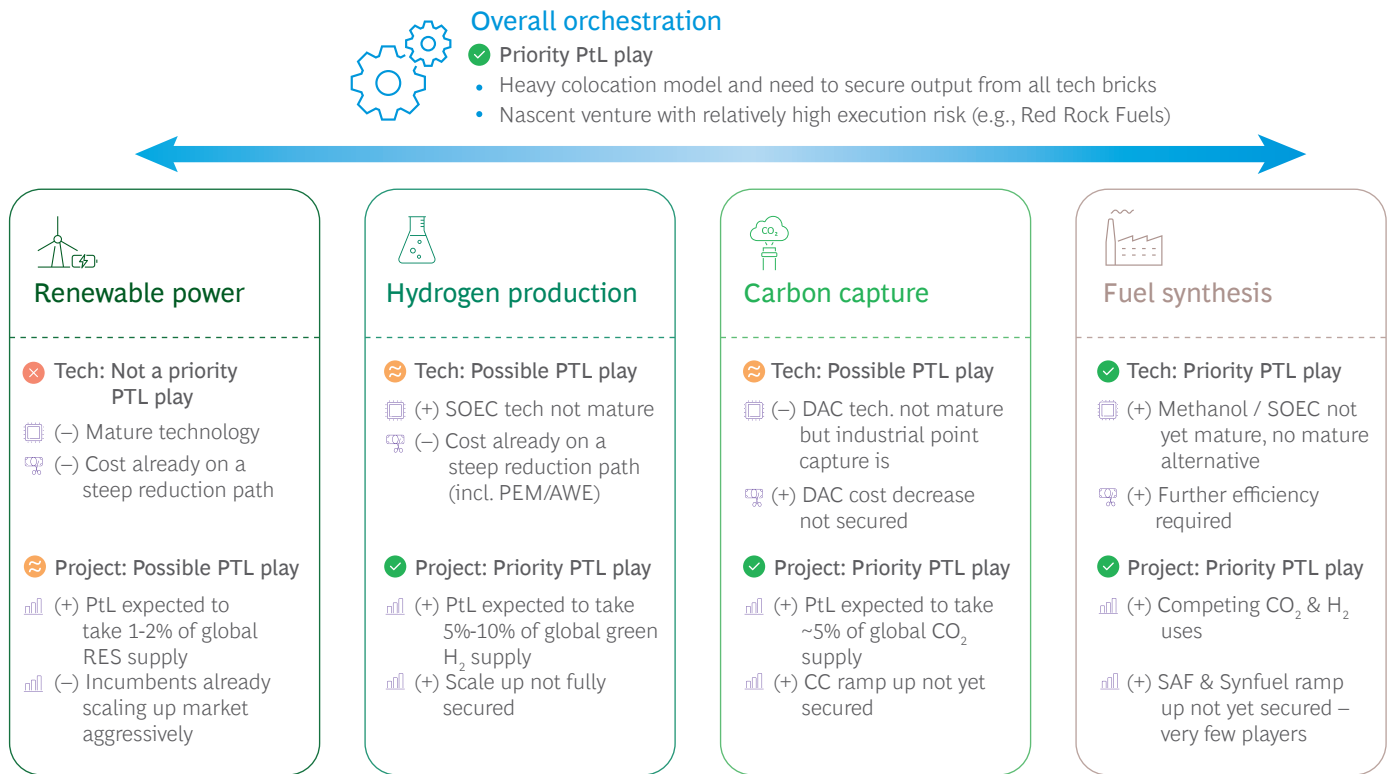 Overall orchestration
Priority PtL play
• Heavy colocation model and need to secure output from all tech bricks
• Nascent venture with relatively high execution risk (e.g., Red Rock Fuels)
Renewable power
Tech: Not a priority
PTL play
(–) Mature technology
(–) Cost already on a
steep reduction path
Project: Possible PTL play
(+) PtL expected to
take 1-2% of global
RES supply
(–) Incumbents already
scaling up market
aggressively
Hydrogen production
Tech: Possible PTL play
(+) SOEC tech not mature
(–) Cost already on a
steep reduction path
(incl. PEM/AWE)
Project: Priority PTL play
(+) PtL expected to take
5%-10% of global green
H₂ supply
(+) Scale up not fully
secured
CO₂
Carbon capture
Tech: Possible PTL play
(–) DAC tech. not mature
but industrial point
capture is
(+) DAC cost decrease
not secured
Project: Priority PTL play
(+) PtL expected to take
~5% of global CO₂
supply
(+) CC ramp up not yet
secured
Fuel synthesis
Tech: Priority PTL play
(+) Methanol / SOEC not
yet mature, no mature
alternative
(+) Further efficiency
required
Project: Priority PTL play
(+) Competing CO₂ & H₂
uses
(+) SAF & Synfuel ramp
up not yet secured –
very few players